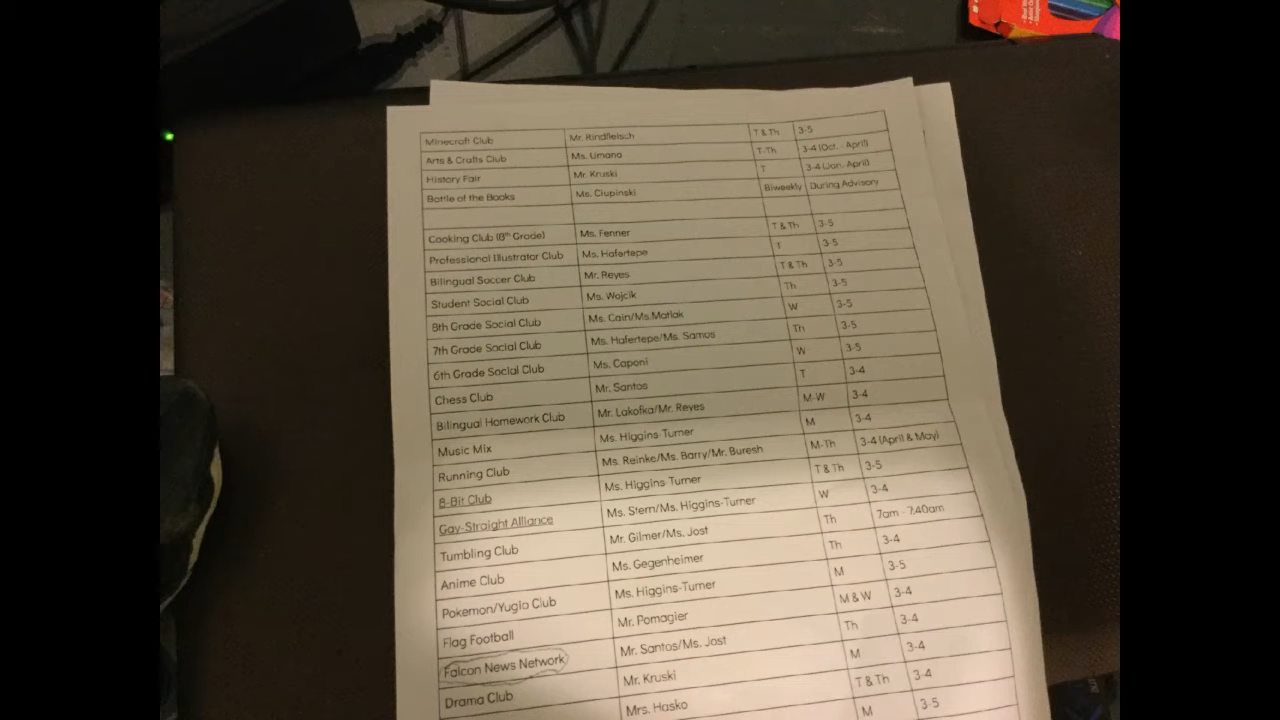 Minecraft Club Mr. Rindfleisch T & Th 3-5
Arts & Crafts Club Ms. Umana T-Th 3-4 (Oct. - April)
History Fair Mr. Kruski T 3-4 (Jan. April)
Battle of the Books Ms. Ciupinski Biweekly During Advisory
Cooking Club (8th Grade) Ms. Fenner T & Th 3-5
Professional Illustrator Club Ms. Hafertepe T 3-5
Bilingual Soccer Club Mr. Reyes T & Th 3-5
Student Social Club Ms. Wojcik Th 3-5
8th Grade Social Club Ms. Cain/Ms.Matlak W 3-5
7th Grade Social Club Ms. Hafertepe/Ms. Samos Th 3-5
6th Grade Social Club Ms. Caponi W 3-5
Chess Club Mr. Santos T 3-4
Bilingual Homework Club Mr. Lakofka/Mr. Reyes M-W 3-4
Music Mix Ms. Higgins-Turner M 3-4
Running Club Ms. Reinke/Ms. Barry/Mr. Buresh M-Th 3-4 (April & May)
8-Bit Club Ms. Higgins Turner T & Th 3-5
Gay-Straight Alliance Ms. Stern/Ms. Higgins-Turner W 3-4
Tumbling Club Mr. Gilmer/Ms. Jost Th 7am - 7:40am
Anime Club Ms. Gegenheimer Th 3-4
Pokemon/Yugio Club Ms. Higgins-Turner M 3-5
Flag Football Mr. Pomagier M & W 3-4
Falcon News Network Mr. Santos/Ms. Jost Th 3-4
Drama Club Mr. Kruski M 3-4
Mrs. Hasko T & Th 3-4
M 3-5